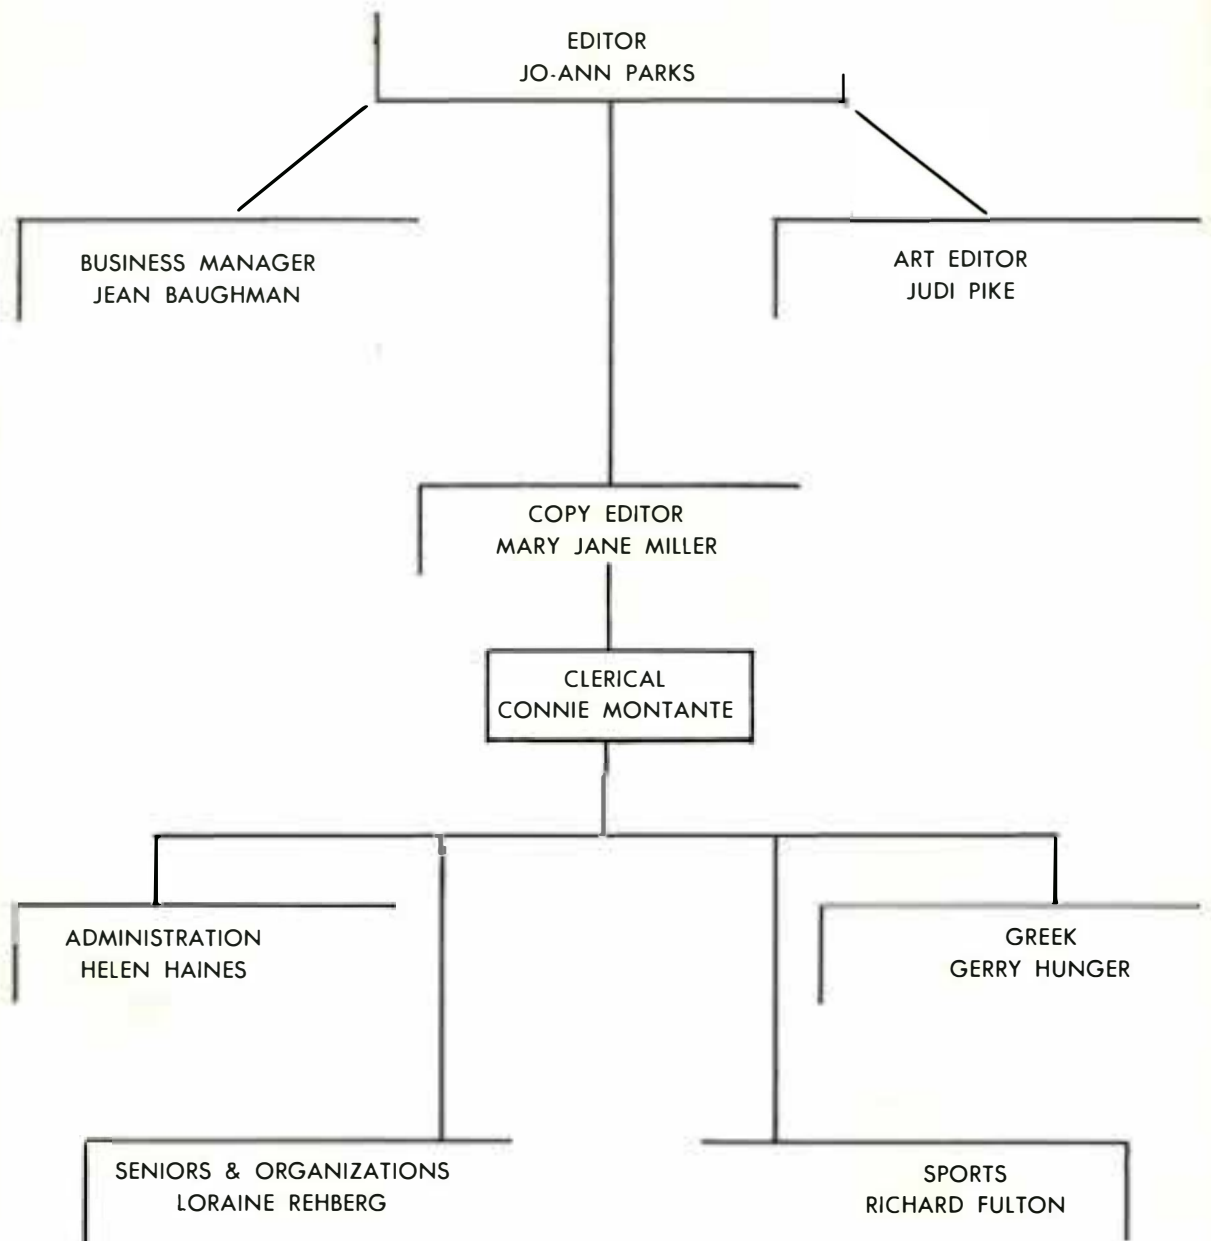 EDITOR
JO-ANN PARKS
BUSINESS MANAGER
JEAN BAUGHMAN
ART EDITOR
JUDI PIKE
COPY EDITOR
MARY JANE MILLER
CLERICAL
CONNIE MONTANTE
ADMINISTRATION
HELEN HAINES
GREEK
GERRY HUNGER
SENIORS & ORGANIZATIONS
LORAINE REHBERG
SPORTS
RICHARD FULTON